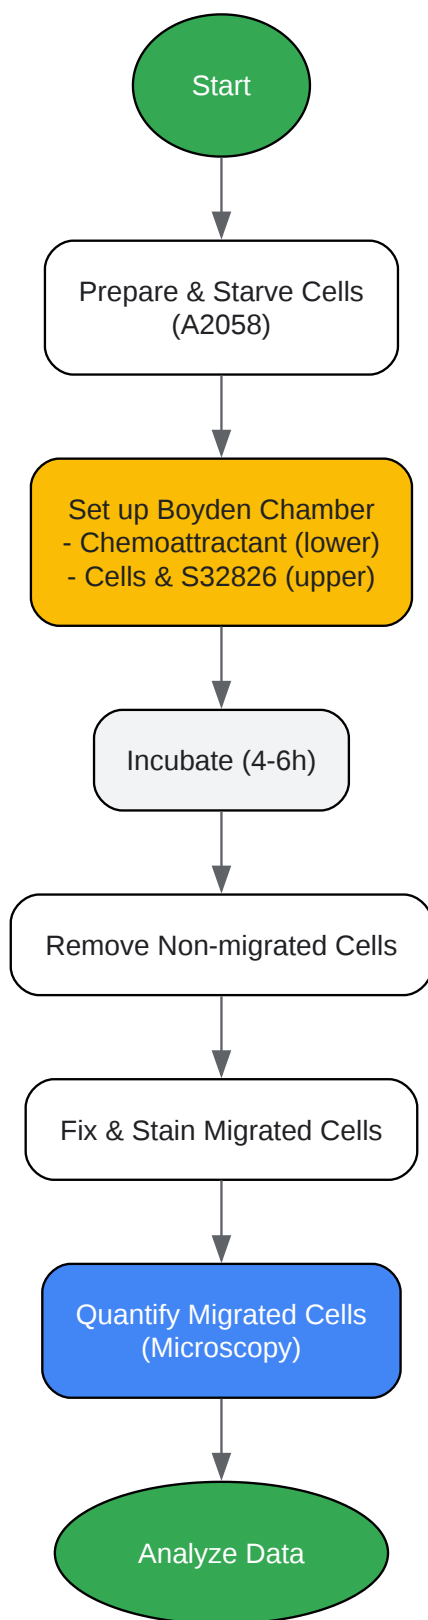 Start
Prepare & Starve Cells
(A2058)
Set up Boyden Chamber
- Chemoattractant (lower)
- Cells & S32826 (upper)
Incubate (4-6h)
Remove Non-migrated Cells
Fix & Stain Migrated Cells
Quantify Migrated Cells
(Microscopy)
Analyze Data